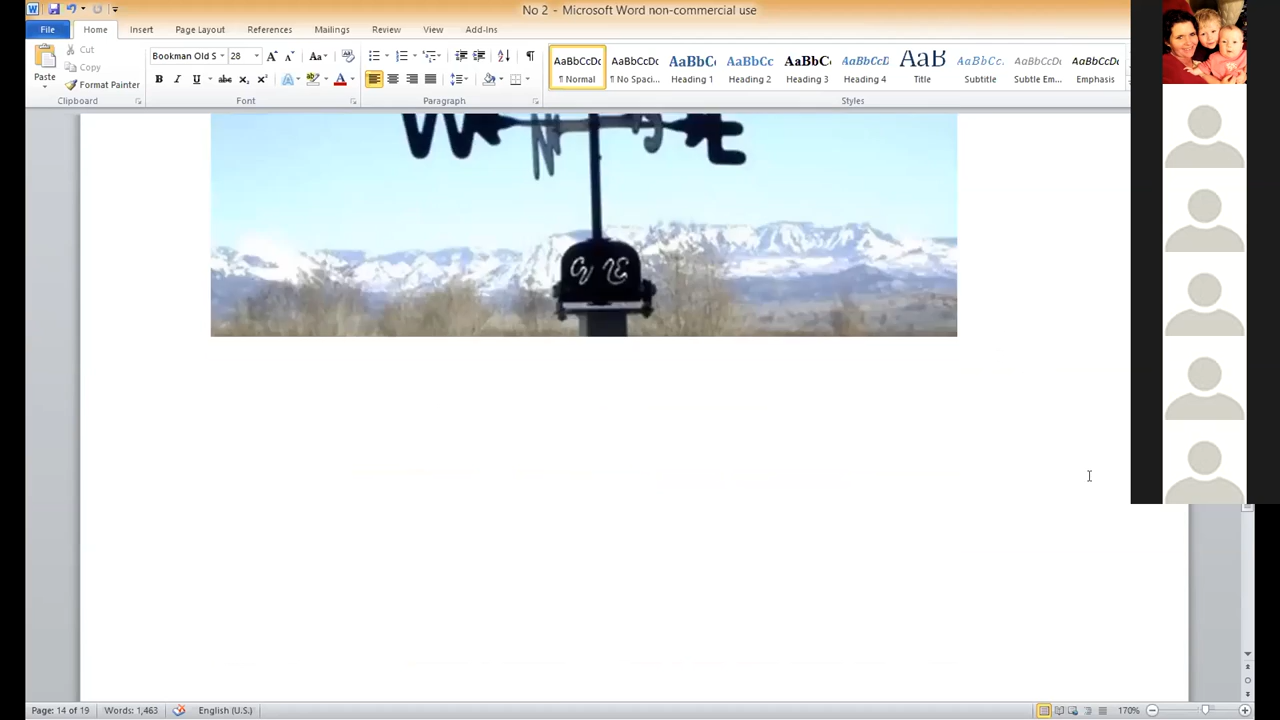 No 2 - Microsoft Word non-commercial use
File Home Insert Page Layout References Mailings Review View Add-Ins
Cut
Copy
Format Painter
Paste
Bookman Old S 28
Clipboard Font Paragraph Styles
AaBbCcDc AaBbCcDc AaBbC AaBbCc AaBbC AaBbCcD AaB AaBbCc. AaBbCcDd AaBbCcDc
¶ Normal ¶ No Spaci... Heading 1 Heading 2 Heading 3 Heading 4 Title Subtitle Subtle Em... Emphasis
W N S E
Page: 14 of 19 Words: 1,463 English (U.S.) 170%